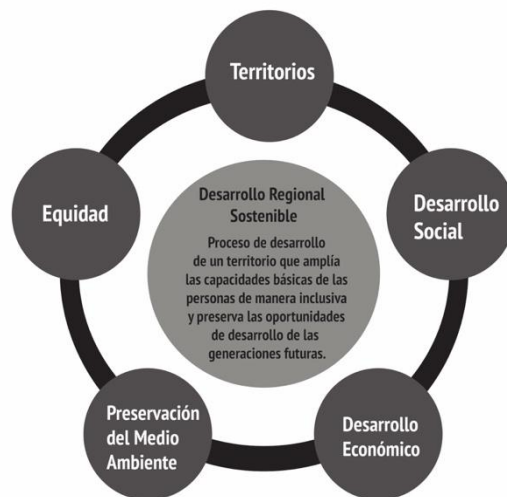 Territorios
Desarrollo
Social
Desarrollo
Económico
Preservación
del Medio
Ambiente
Equidad
Desarrollo Regional
Sostenible
Proceso de desarrollo
de un territorio que amplía
las capacidades básicas de las
personas de manera inclusiva
y preserva las oportunidades
de desarrollo de las
generaciones futuras.